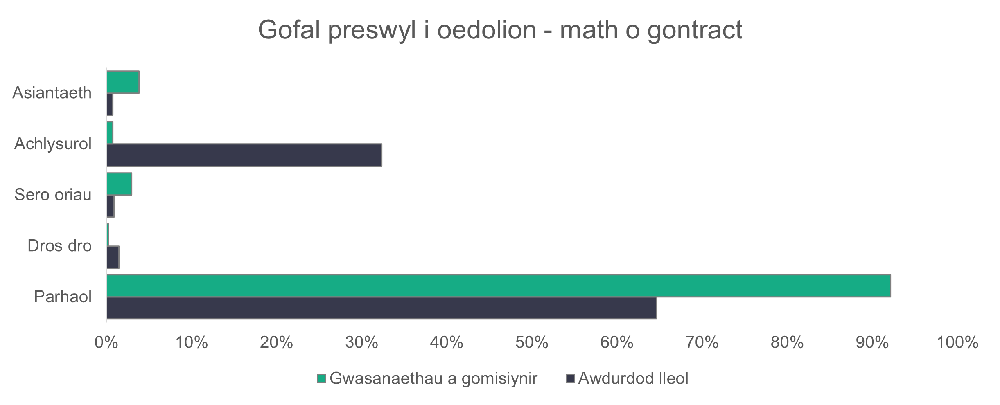 Gofal preswyl i oedolion - math o gontract
Asiantaeth
Achlysurol
Sero oriau
Dros dro
Parhaol
0% 10% 20% 30% 40% 50% 60% 70% 80% 90% 100%
Gwasanaethau a gomisiynir Awdurdod lleol